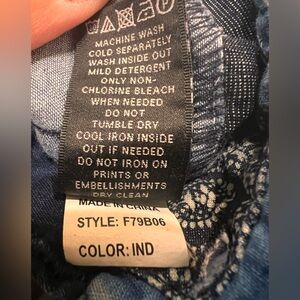 MACHINE WASH
COLD SEPARATELY
WASH INSIDE OUT
MILD DETERGENT
ONLY NON-
CHLORINE BLEACH
WHEN NEEDED
DO NOT
TUMBLE DRY
COOL IRON INSIDE
OUT IF NEEDED
DO NOT IRON ON
PRINTS OR
EMBELLISHMENTS
DRY CLEAN
MADE IN CHINA
STYLE: F79B06
COLOR: IND